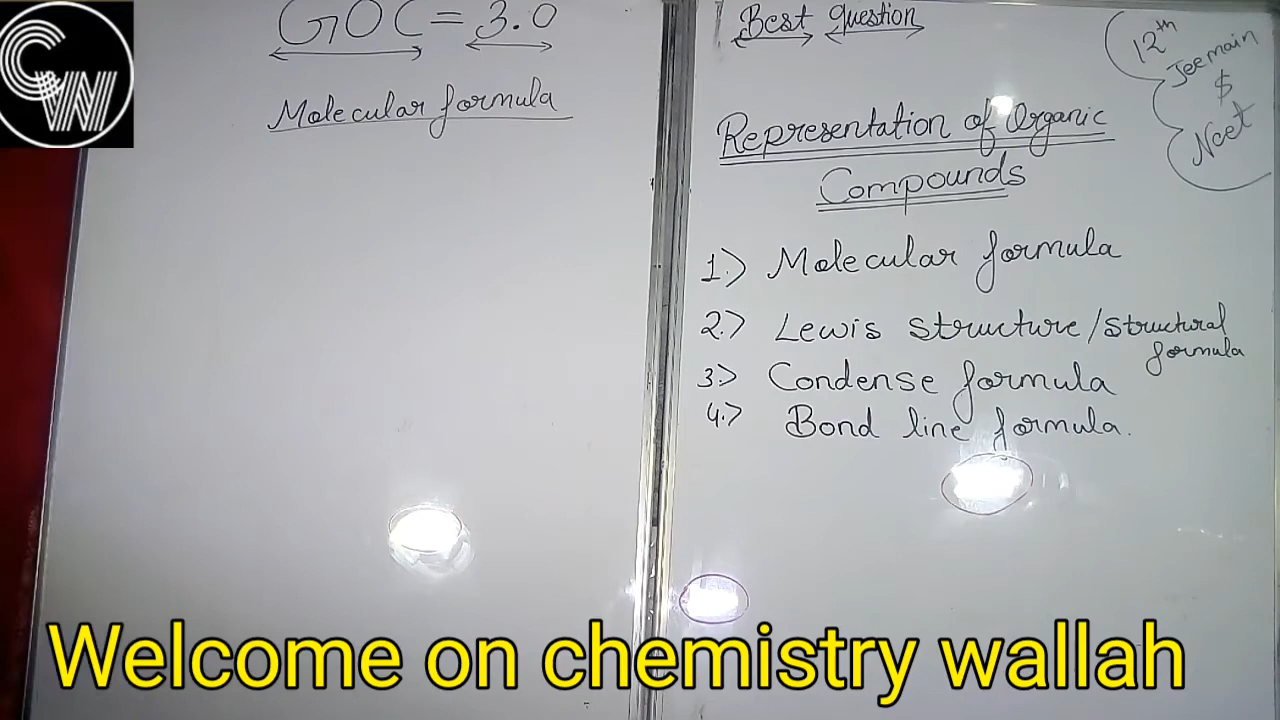 CW
GOC = 3.0
Molecular formula
Best question
12th
Jee main
$
Neet
Representation of Organic
Compounds
1.) Molecular formula
2.) Lewis structure/structural
formula
3.) Condense formula
4.) Bond line formula.
Welcome on chemistry wallah